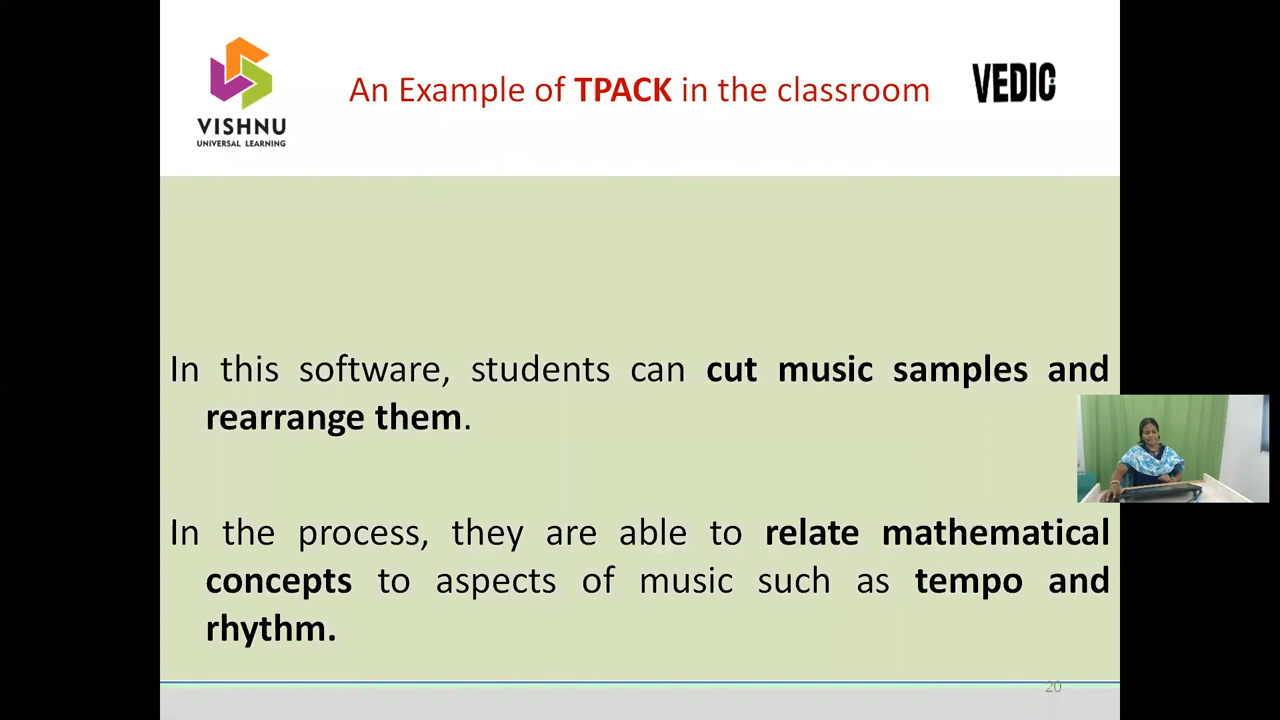 VISHNU
UNIVERSAL LEARNING
An Example of TPACK in the classroom
VEDIC
In this software, students can cut music samples and
rearrange them.
In the process, they are able to relate mathematical
concepts to aspects of music such as tempo and
rhythm.
20